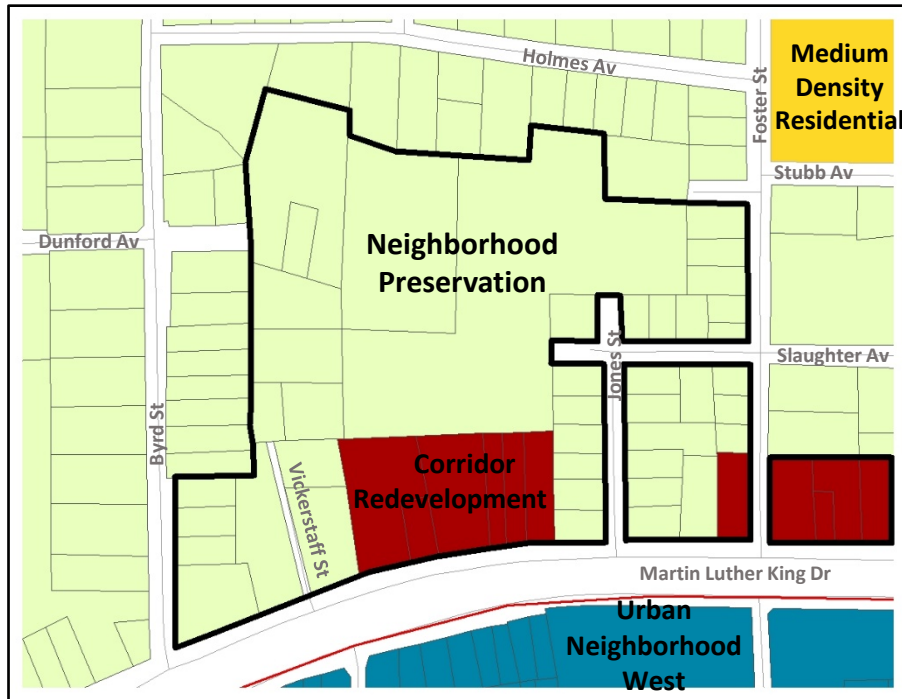 Holmes Av
Foster St
Medium
Density
Residential
Stubb Av
Dunford Av
Neighborhood
Preservation
Jones St
Slaughter Av
Byrd St
Vickerstaff St
Corridor
Redevelopment
Martin Luther King Dr
Urban
Neighborhood
West